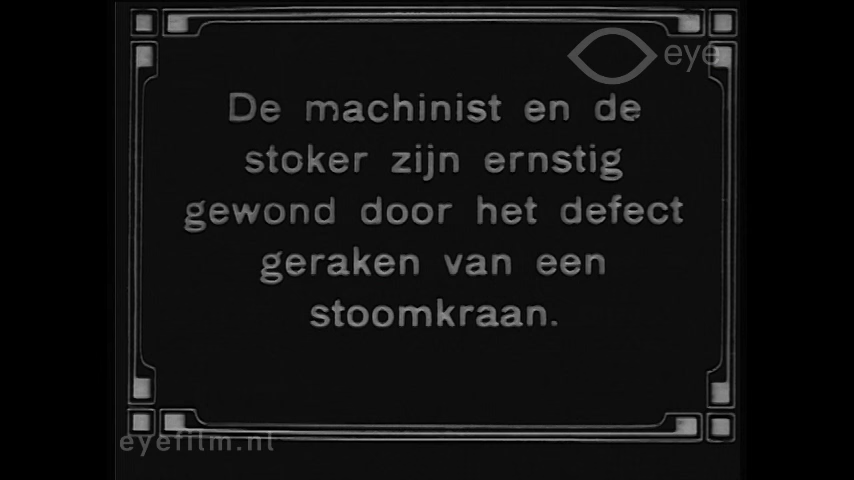 eye
De machinist en de
stoker zijn ernstig
gewond door het defect
geraken van een
stoomkraan.
eyefilm.nl